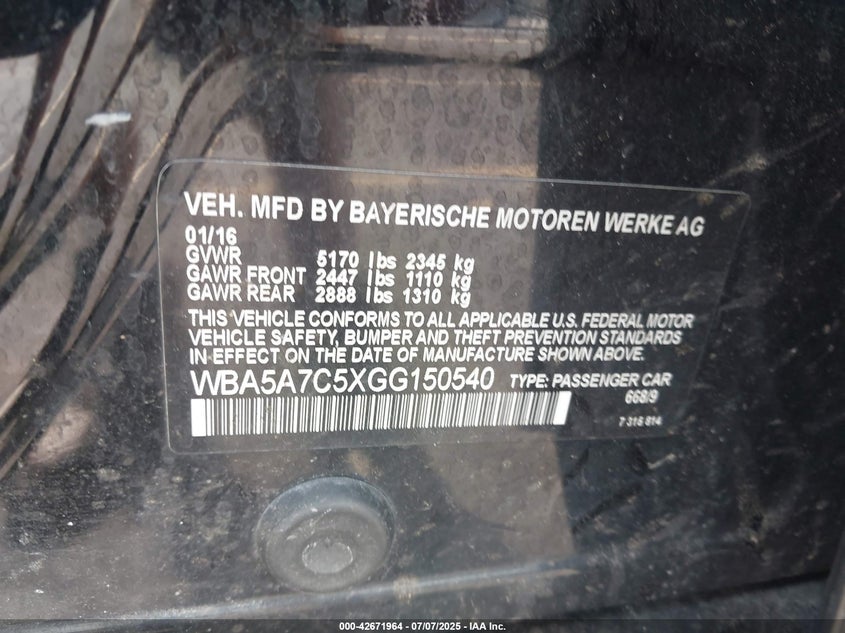 VEH. MFD BY BAYERISCHE MOTOREN WERKE AG
01/16
GVWR 5170 lbs 2345 kg
GAWR FRONT 2447 lbs 1110 kg
GAWR REAR 2888 lbs 1310 kg
THIS VEHICLE CONFORMS TO ALL APPLICABLE U.S. FEDERAL MOTOR
VEHICLE SAFETY, BUMPER AND THEFT PREVENTION STANDARDS
IN EFFECT ON THE DATE OF MANUFACTURE SHOWN ABOVE.
WBA5A7C5XGG150540 TYPE: PASSENGER CAR
668/9
7 316 814
000-42671964 / 07/07/2025 - IAA Inc.